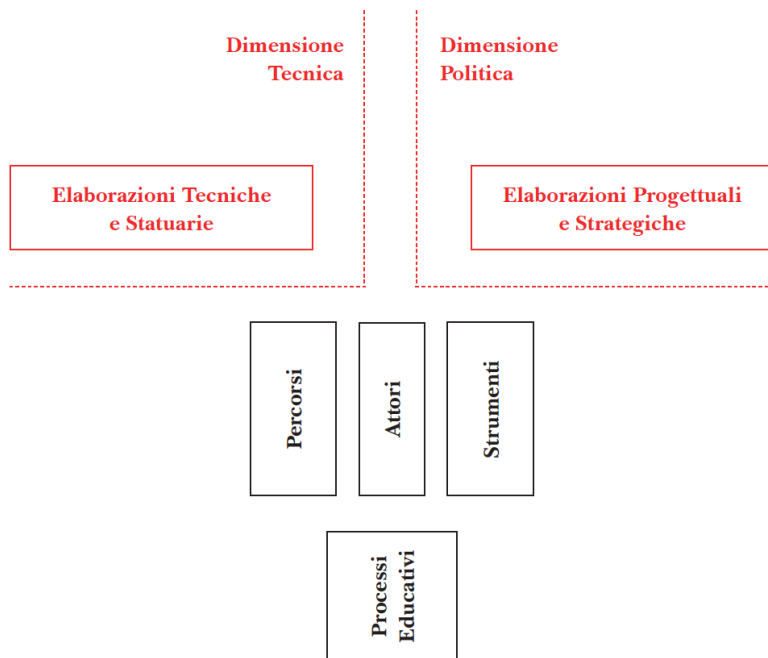 Dimensione
Tecnica
Dimensione
Politica
Elaborazioni Tecniche
e Statuarie
Elaborazioni Progettuali
e Strategiche
Percorsi
Attori
Strumenti
Processi
Educativi